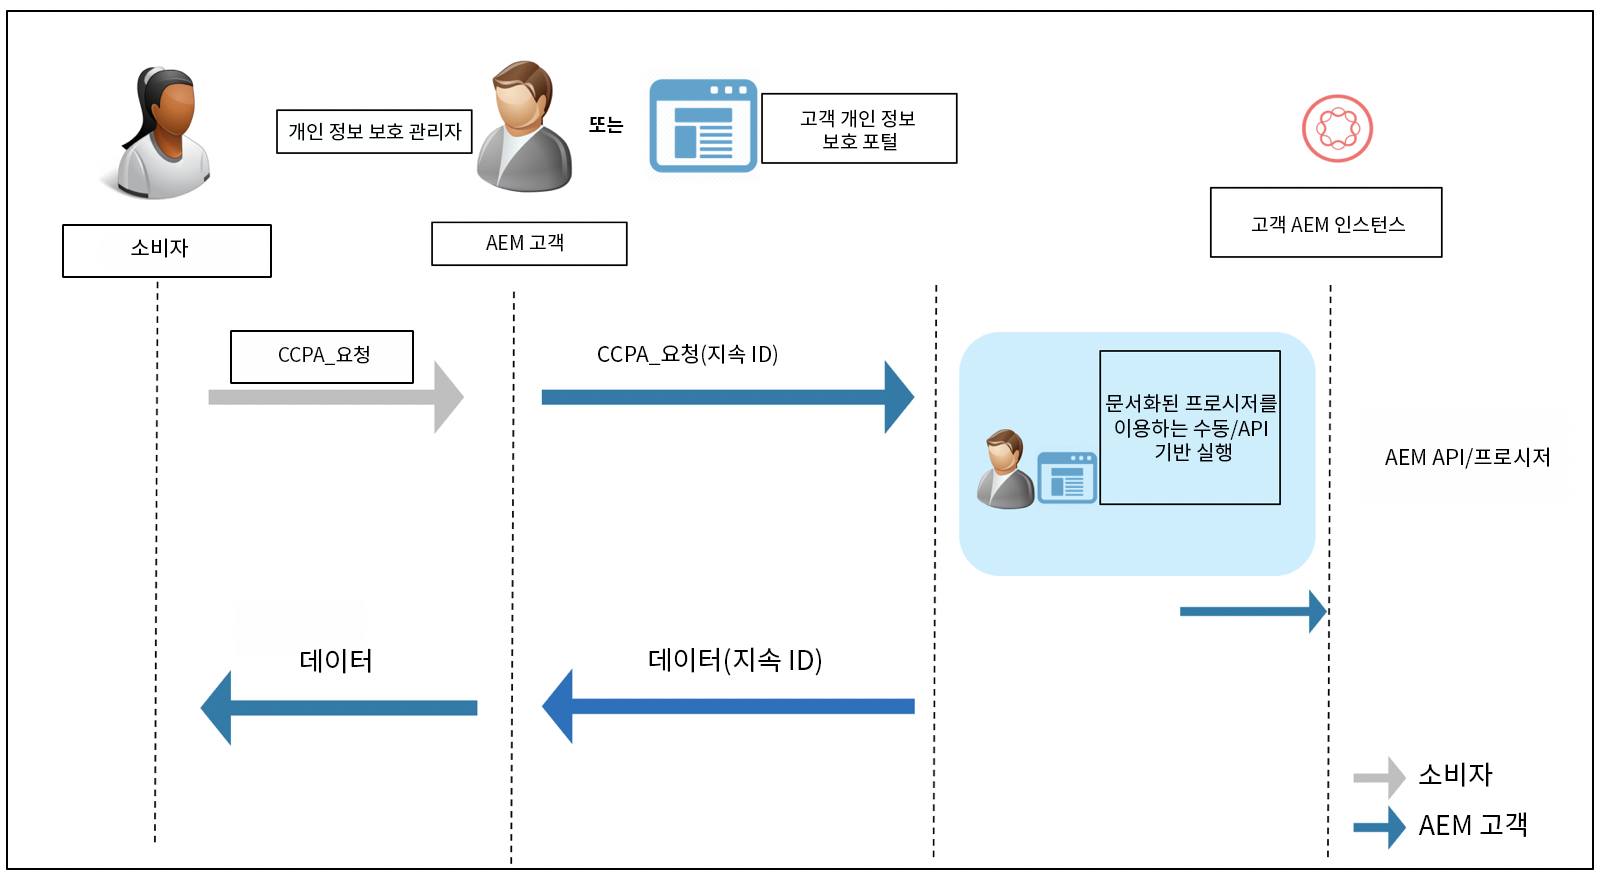 개인 정보 보호 관리자
또는
고객 개인 정보
보호 포털
소비자
AEM 고객
고객 AEM 인스턴스
CCPA_요청
CCPA_요청(지속 ID)
문서화된 프로시저를
이용하는 수동/API
기반 실행
AEM API/프로시저
데이터
데이터(지속 ID)
소비자
AEM 고객